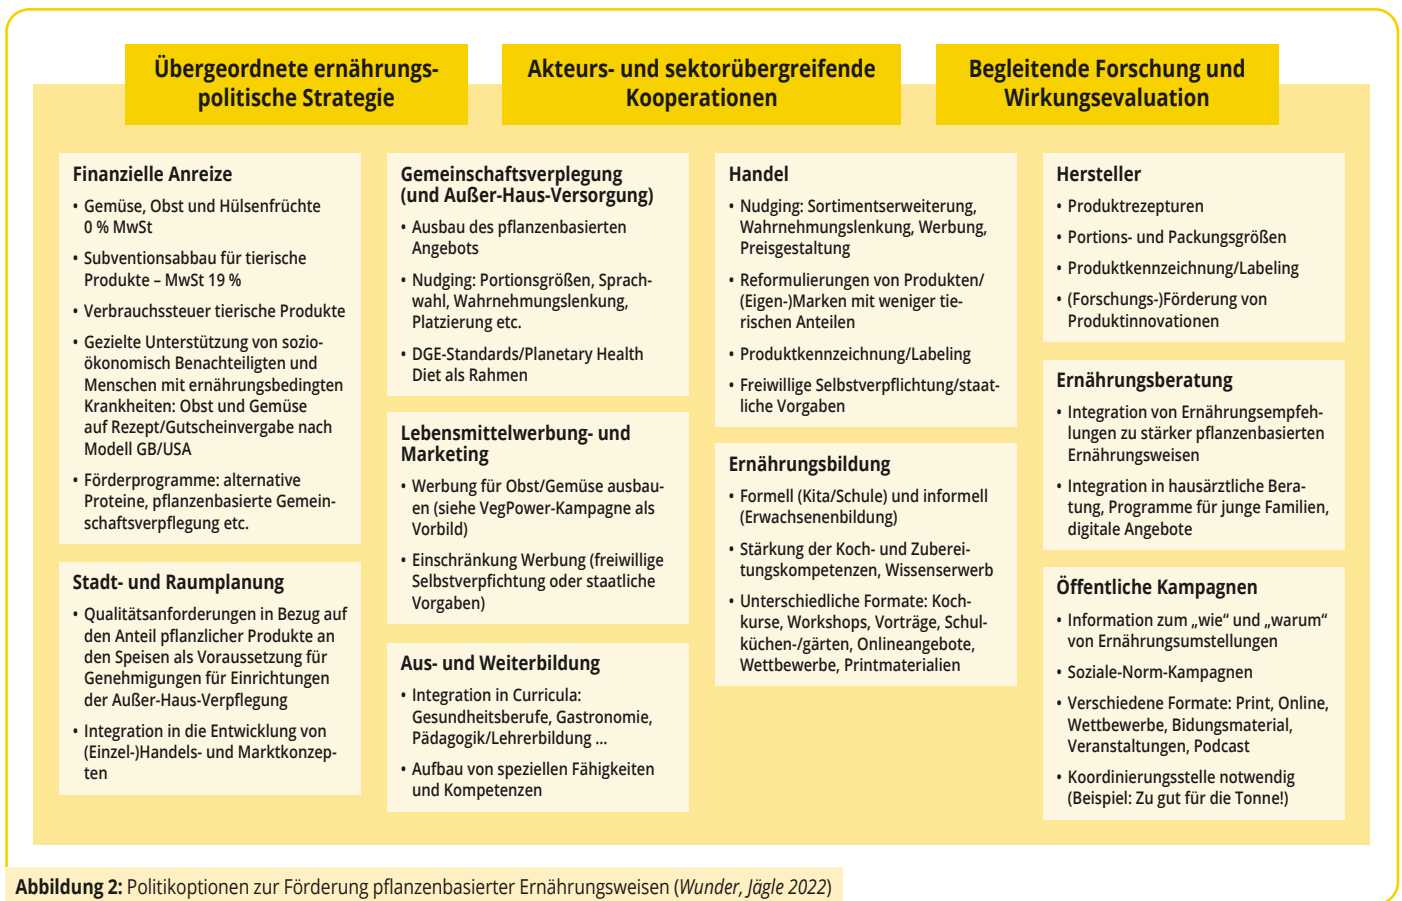 Übergeordnete ernährungs-
politische Strategie
Akteurs- und sektorübergreifende
Kooperationen
Begleitende Forschung und
Wirkungsevaluation
Finanzielle Anreize
• Gemüse, Obst und Hülsenfrüchte
0 % MwSt
• Subventionsabbau für tierische
Produkte – MwSt 19 %
• Verbrauchssteuer tierische Produkte
• Gezielte Unterstützung von sozio-
ökonomisch Benachteiligten und
Menschen mit ernährungsbedingten
Krankheiten: Obst und Gemüse
auf Rezept/Gutscheinvergabe nach
Modell GB/USA
• Förderprogramme: alternative
Proteine, pflanzenbasierte Gemein-
schaftsverpflegung etc.
Stadt- und Raumplanung
• Qualitätsanforderungen in Bezug auf
den Anteil pflanzlicher Produkte an
den Speisen als Voraussetzung für
Genehmigungen für Einrichtungen
der Außer-Haus-Verpflegung
• Integration in die Entwicklung von
(Einzel-)Handels- und Marktkonzep-
ten
Gemeinschaftsverplegung
(und Außer-Haus-Versorgung)
• Ausbau des pflanzenbasierten
Angebots
• Nudging: Portionsgrößen, Sprach-
wahl, Wahrnehmungslenkung,
Platzierung etc.
• DGE-Standards/Planetary Health
Diet als Rahmen
Lebensmittelwerbung- und
Marketing
• Werbung für Obst/Gemüse ausbau-
en (siehe VegPower-Kampagne als
Vorbild)
• Einschränkung Werbung (freiwillige
Selbstverpfichtung oder staatliche
Vorgaben)
Aus- und Weiterbildung
• Integration in Curricula:
Gesundheitsberufe, Gastronomie,
Pädagogik/Lehrerbildung ...
• Aufbau von speziellen Fähigkeiten
und Kompetenzen
Handel
• Nudging: Sortimentserweiterung,
Wahrnehmungslenkung, Werbung,
Preisgestaltung
• Reformulierungen von Produkten/
(Eigen-)Marken mit weniger tie-
rischen Anteilen
• Produktkennzeichnung/Labeling
• Freiwillige Selbstverpflichtung/staat-
liche Vorgaben
Ernährungsbildung
• Formell (Kita/Schule) und informell
(Erwachsenenbildung)
• Stärkung der Koch- und Zuberei-
tungskompetenzen, Wissenserwerb
• Unterschiedliche Formate: Koch-
kurse, Workshops, Vorträge, Schul-
küchen-/gärten, Onlineangebote,
Wettbewerbe, Printmaterialien
Hersteller
• Produktrezepturen
• Portions- und Packungsgrößen
• Produktkennzeichnung/Labeling
• (Forschungs-)Förderung von
Produktinnovationen
Ernährungsberatung
• Integration von Ernährungsempfeh-
lungen zu stärker pflanzenbasierten
Ernährungsweisen
• Integration in hausärztliche Bera-
tung, Programme für junge Familien,
digitale Angebote
Öffentliche Kampagnen
• Information zum „wie“ und „warum“
von Ernährungsumstellungen
• Soziale-Norm-Kampagnen
• Verschiedene Formate: Print, Online,
Wettbewerbe, Bidungsmaterial,
Veranstaltungen, Podcast
• Koordinierungsstelle notwendig
(Beispiel: Zu gut für die Tonne!)
Abbildung 2: Politikoptionen zur Förderung pflanzenbasierter Ernährungsweisen (Wunder, Jägle 2022)